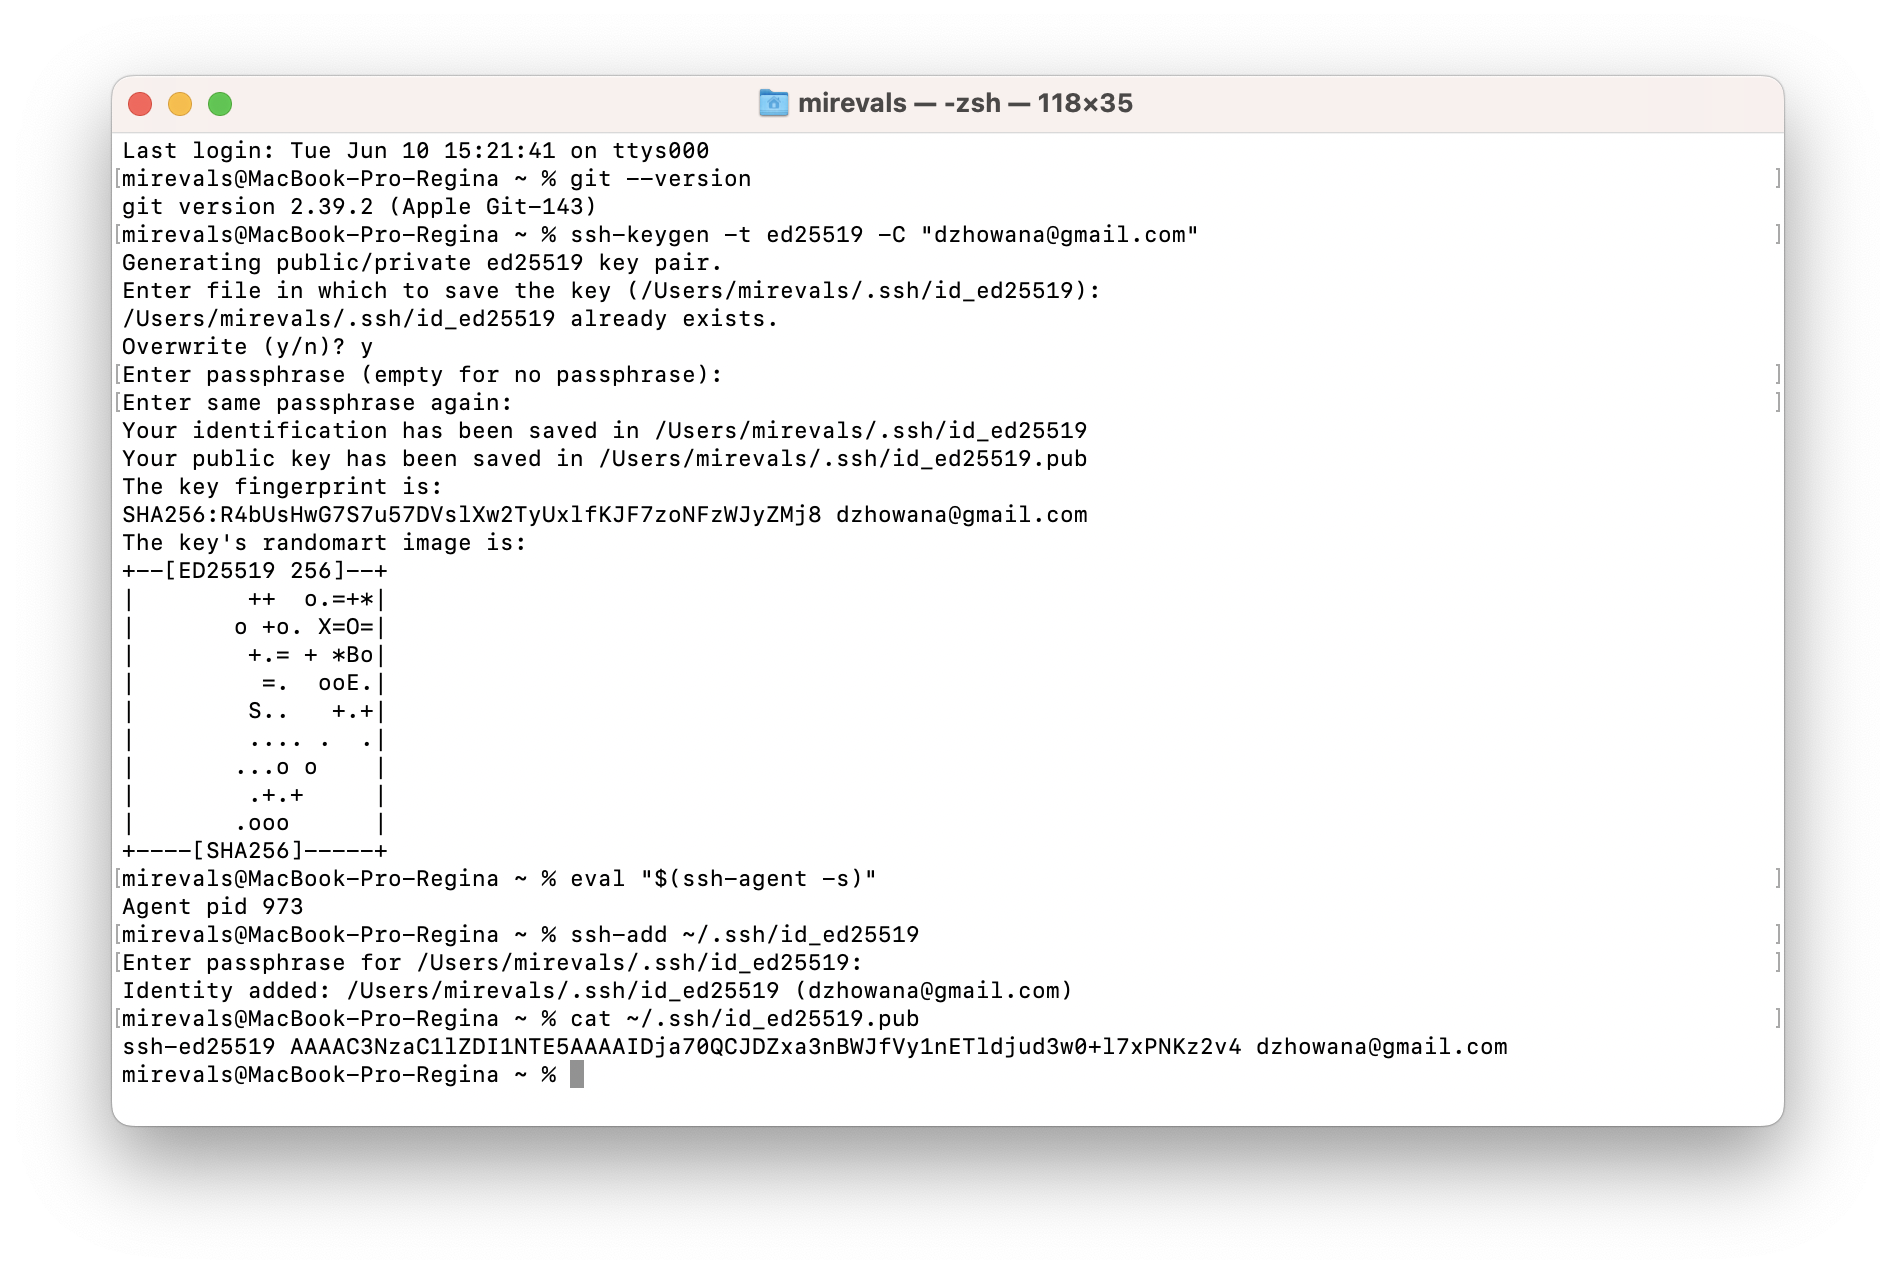 mirevals — -zsh — 118×35
Last login: Tue Jun 10 15:21:41 on ttys000
[mirevals@MacBook-Pro-Regina ~ % git --version ]
git version 2.39.2 (Apple Git-143)
[mirevals@MacBook-Pro-Regina ~ % ssh-keygen -t ed25519 -C "dzhowana@gmail.com" ]
Generating public/private ed25519 key pair.
Enter file in which to save the key (/Users/mirevals/.ssh/id_ed25519):
/Users/mirevals/.ssh/id_ed25519 already exists.
Overwrite (y/n)? y
[Enter passphrase (empty for no passphrase): ]
[Enter same passphrase again: ]
Your identification has been saved in /Users/mirevals/.ssh/id_ed25519
Your public key has been saved in /Users/mirevals/.ssh/id_ed25519.pub
The key fingerprint is:
SHA256:R4bUsHwG7S7u57DVslXw2TyUxlfKJF7zoNFzWJyZMj8 dzhowana@gmail.com
The key's randomart image is:
+--[ED25519 256]--+
|        ++  o.=+*|
|       o +o. X=O=|
|        +.= + *Bo|
|         =.  ooE.|
|        S..   +.+|
|        .... .  .|
|       ...o o    |
|        .+.+     |
|       .ooo      |
+----[SHA256]-----+
[mirevals@MacBook-Pro-Regina ~ % eval "$(ssh-agent -s)" ]
Agent pid 973
[mirevals@MacBook-Pro-Regina ~ % ssh-add ~/.ssh/id_ed25519 ]
[Enter passphrase for /Users/mirevals/.ssh/id_ed25519: ]
Identity added: /Users/mirevals/.ssh/id_ed25519 (dzhowana@gmail.com)
[mirevals@MacBook-Pro-Regina ~ % cat ~/.ssh/id_ed25519.pub ]
ssh-ed25519 AAAAC3NzaC1lZDI1NTE5AAAAIDja70QCJDZxa3nBWJfVy1nETldjud3w0+l7xPNKz2v4 dzhowana@gmail.com
mirevals@MacBook-Pro-Regina ~ %